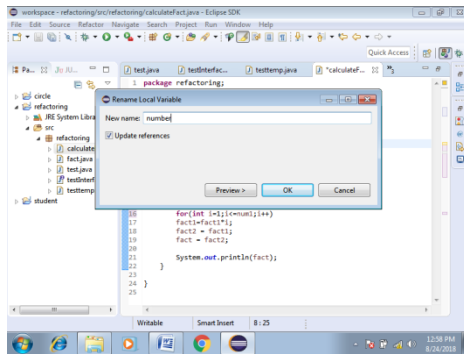 workspace - refactoring/src/refactoring/calculateFact.java - Eclipse SDK
File Edit Source Refactor Navigate Search Project Run Window Help
Quick Access
Pa... Ju JU...
test.java testInterfac... testtemp.java *calculateF...
circle
refactoring
JRE System Libra
src
refactoring
calculate
fact.java
test.java
testInterf
testtemp
student
1 package refactoring;
Rename Local Variable
New name: number
Update references
Preview > OK Cancel
16 for(int i=1;i<=num1;i++)
17 fact1=fact1*i;
18 fact2 = fact1;
19 fact = fact2;
20
21 System.out.println(fact);
22 }
23
24 }
25
Writable Smart Insert 8 : 25
12:58 PM
8/24/2018